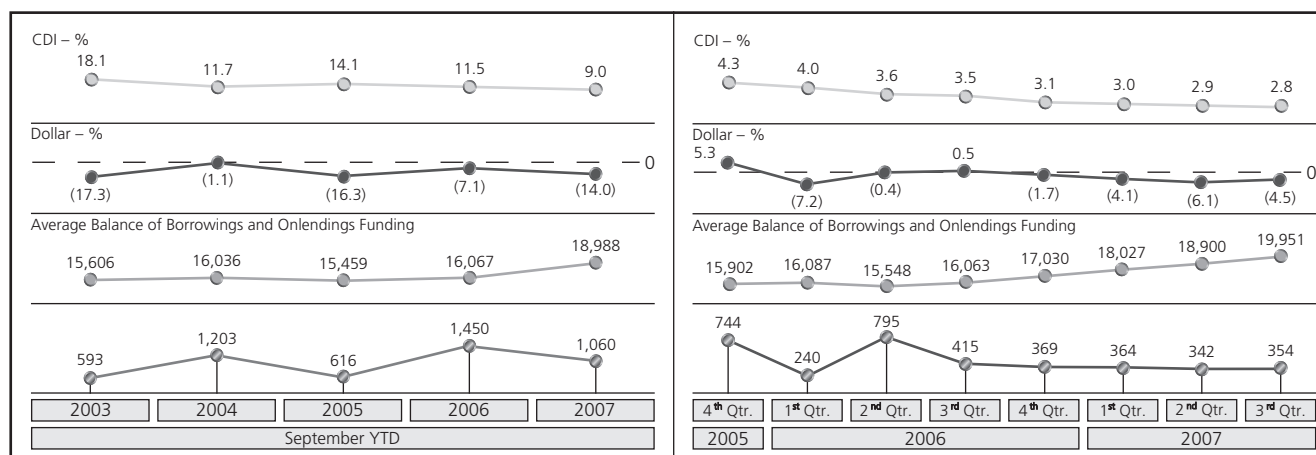 CDI – %
18.1 11.7 14.1 11.5 9.0
Dollar – %
0
(17.3) (1.1) (16.3) (7.1) (14.0)
Average Balance of Borrowings and Onlendings Funding
15,606 16,036 15,459 16,067 18,988
593 1,203 616 1,450 1,060
2003 2004 2005 2006 2007
September YTD
CDI – %
4.3 4.0 3.6 3.5 3.1 3.0 2.9 2.8
Dollar – %
0
5.3 (7.2) (0.4) 0.5 (1.7) (4.1) (6.1) (4.5)
Average Balance of Borrowings and Onlendings Funding
15,902 16,087 15,548 16,063 17,030 18,027 18,900 19,951
744 240 795 415 369 364 342 354
4th Qtr. 1st Qtr. 2nd Qtr. 3rd Qtr. 4th Qtr. 1st Qtr. 2nd Qtr. 3rd Qtr.
2005 2006 2007